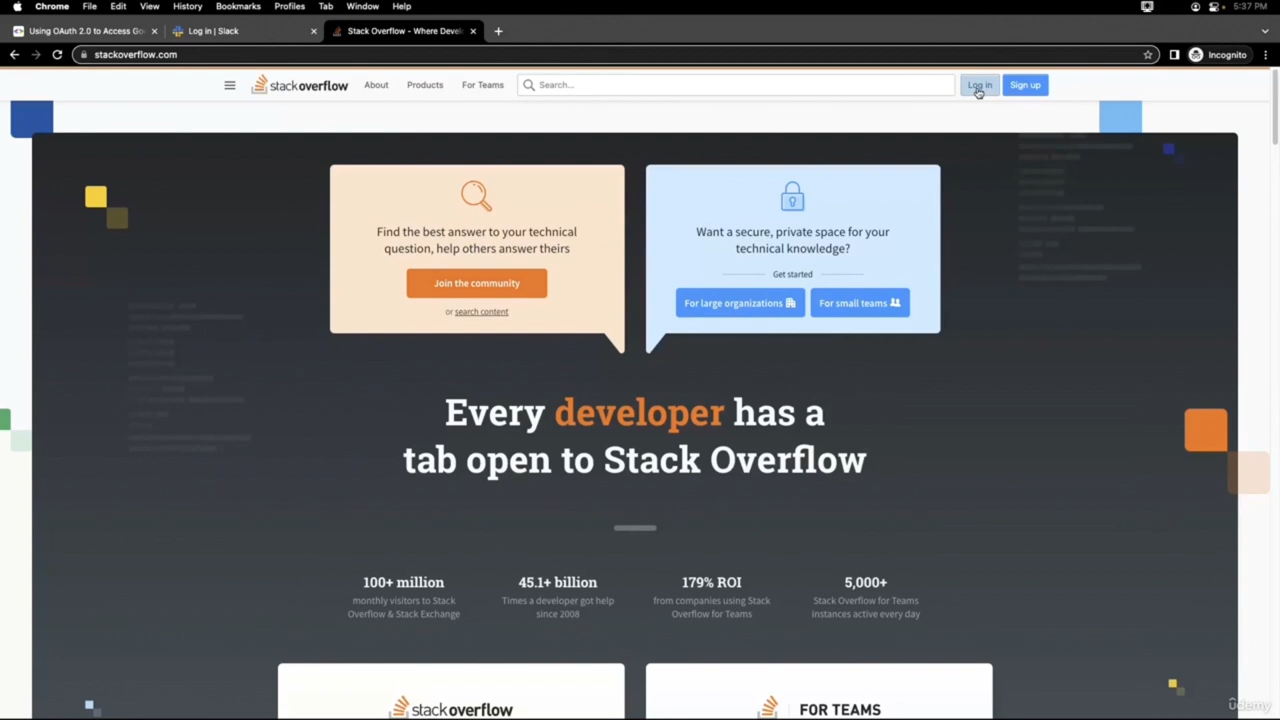 Chrome File Edit View History Bookmarks Profiles Tab Window Help 5:37 PM
Using OAuth 2.0 to Access Go Log in | Slack Stack Overflow - Where Devel
stackoverflow.com Incognito
stackoverflow About Products For Teams Search... Log in Sign up
Find the best answer to your technical
question, help others answer theirs
Join the community
or search content
Want a secure, private space for your
technical knowledge?
Get started
For large organizations For small teams
Every developer has a
tab open to Stack Overflow
100+ million 45.1+ billion 179% ROI 5,000+
monthly visitors to Stack Times a developer got help from companies using Stack Stack Overflow for Teams
Overflow & Stack Exchange since 2008 Overflow for Teams instances active every day
stackoverflow FOR TEAMS
ûdemy